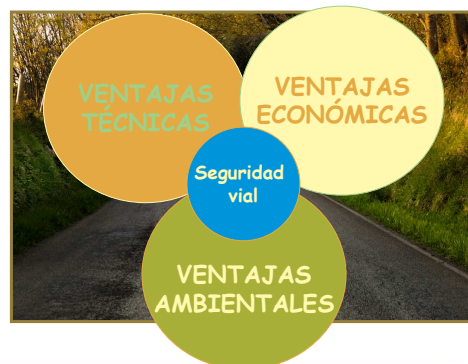 VENTAJAS
TÉCNICAS
VENTAJAS
ECONÓMICAS
Seguridad
vial
VENTAJAS
AMBIENTALES